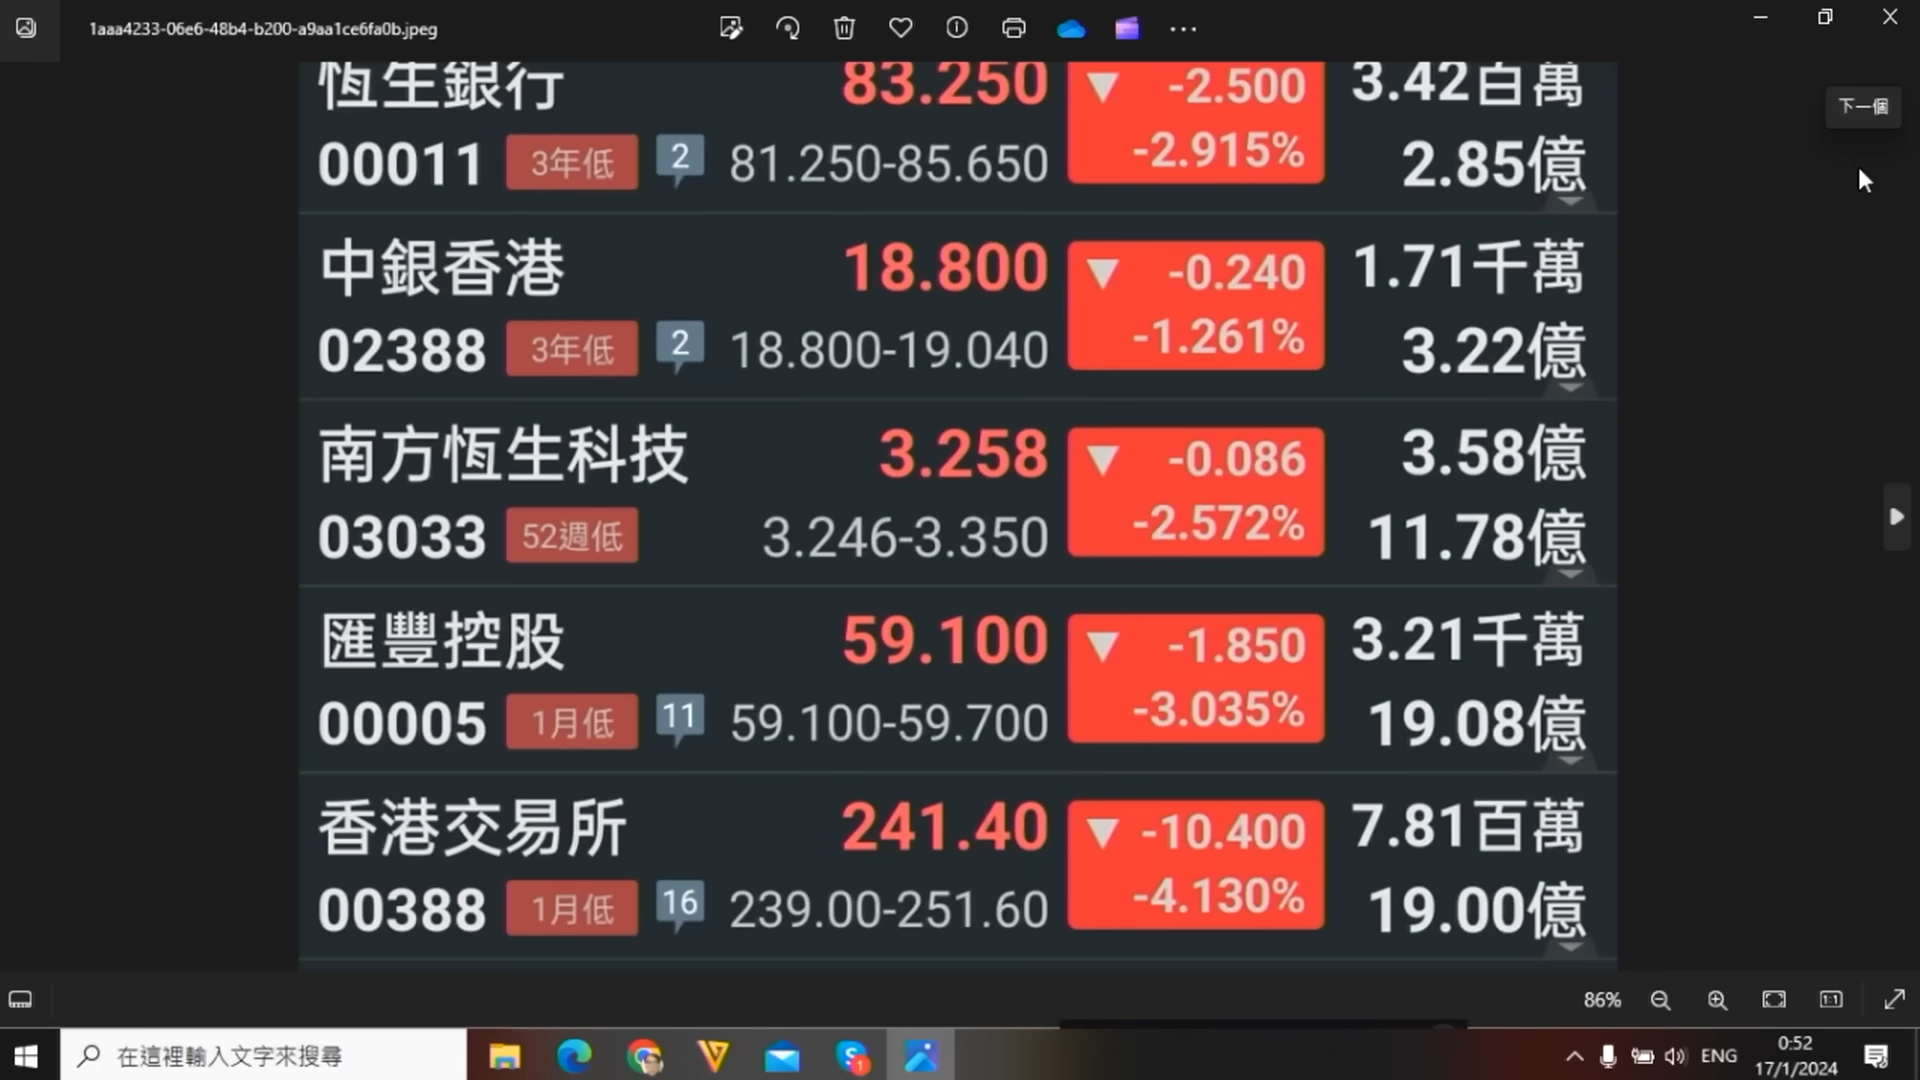 1aaa4233-06e6-48b4-b200-a9aa1ce6fa0b.jpeg
恆生銀行 83.250 ▼ -2.500 3.42百萬
下一個
00011 3年低 2 81.250-85.650 -2.915% 2.85億
中銀香港 18.800 ▼ -0.240 1.71千萬
02388 3年低 2 18.800-19.040 -1.261% 3.22億
南方恆生科技 3.258 ▼ -0.086 3.58億
03033 52週低 3.246-3.350 -2.572% 11.78億
匯豐控股 59.100 ▼ -1.850 3.21千萬
00005 1月低 11 59.100-59.700 -3.035% 19.08億
香港交易所 241.40 ▼ -10.400 7.81百萬
00388 1月低 16 239.00-251.60 -4.130% 19.00億
86% 1:1
在這裡輸入文字來搜尋 1 ENG 0:52
17/1/2024